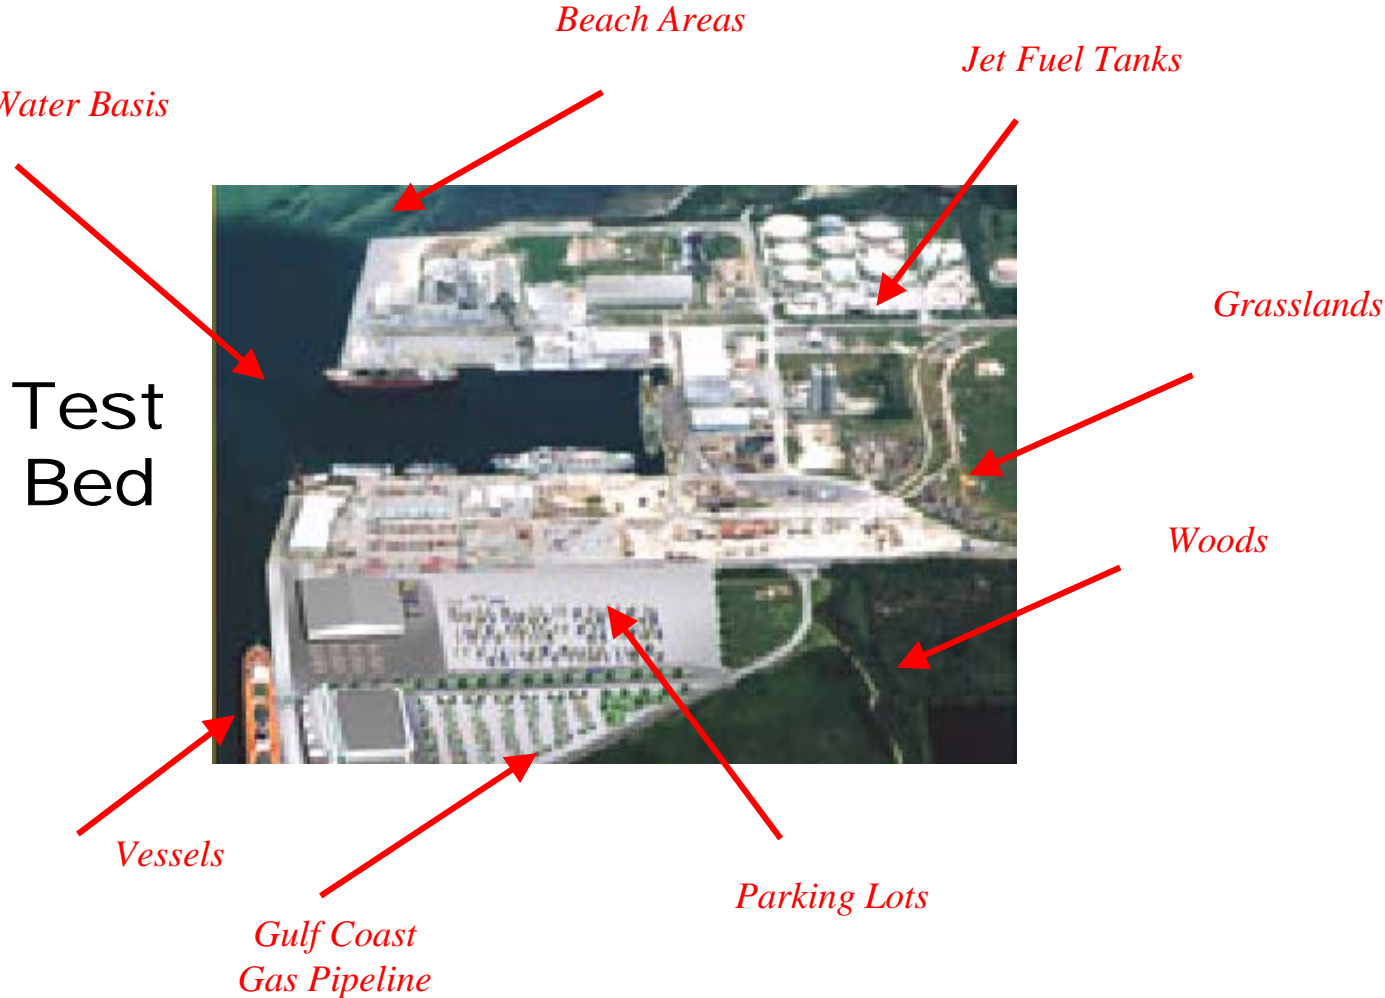 Beach Areas
Jet Fuel Tanks
Water Basis
Grasslands
Test
Bed
Woods
Vessels
Parking Lots
Gulf Coast
Gas Pipeline